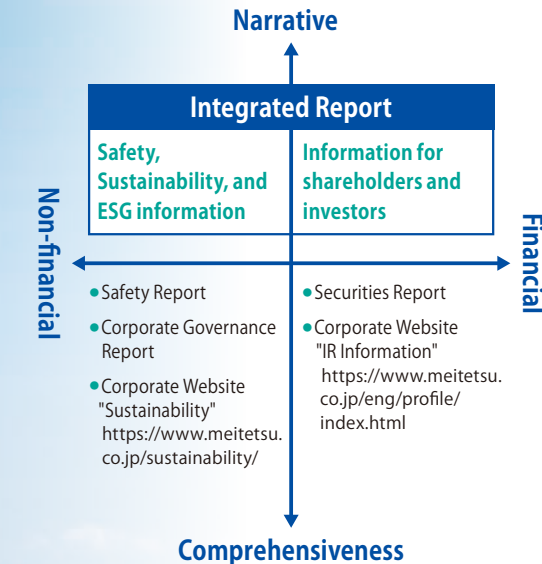 Narrative
Integrated Report
Safety,
Sustainability, and
ESG information
Information for
shareholders and
investors
Non-financial
Financial
•Safety Report
•Corporate Governance
Report
•Corporate Website
"Sustainability"
https://www.meitetsu.
co.jp/sustainability/
•Securities Report
•Corporate Website
"IR Information"
https://www.meitetsu.
co.jp/eng/profile/
index.html
Comprehensiveness